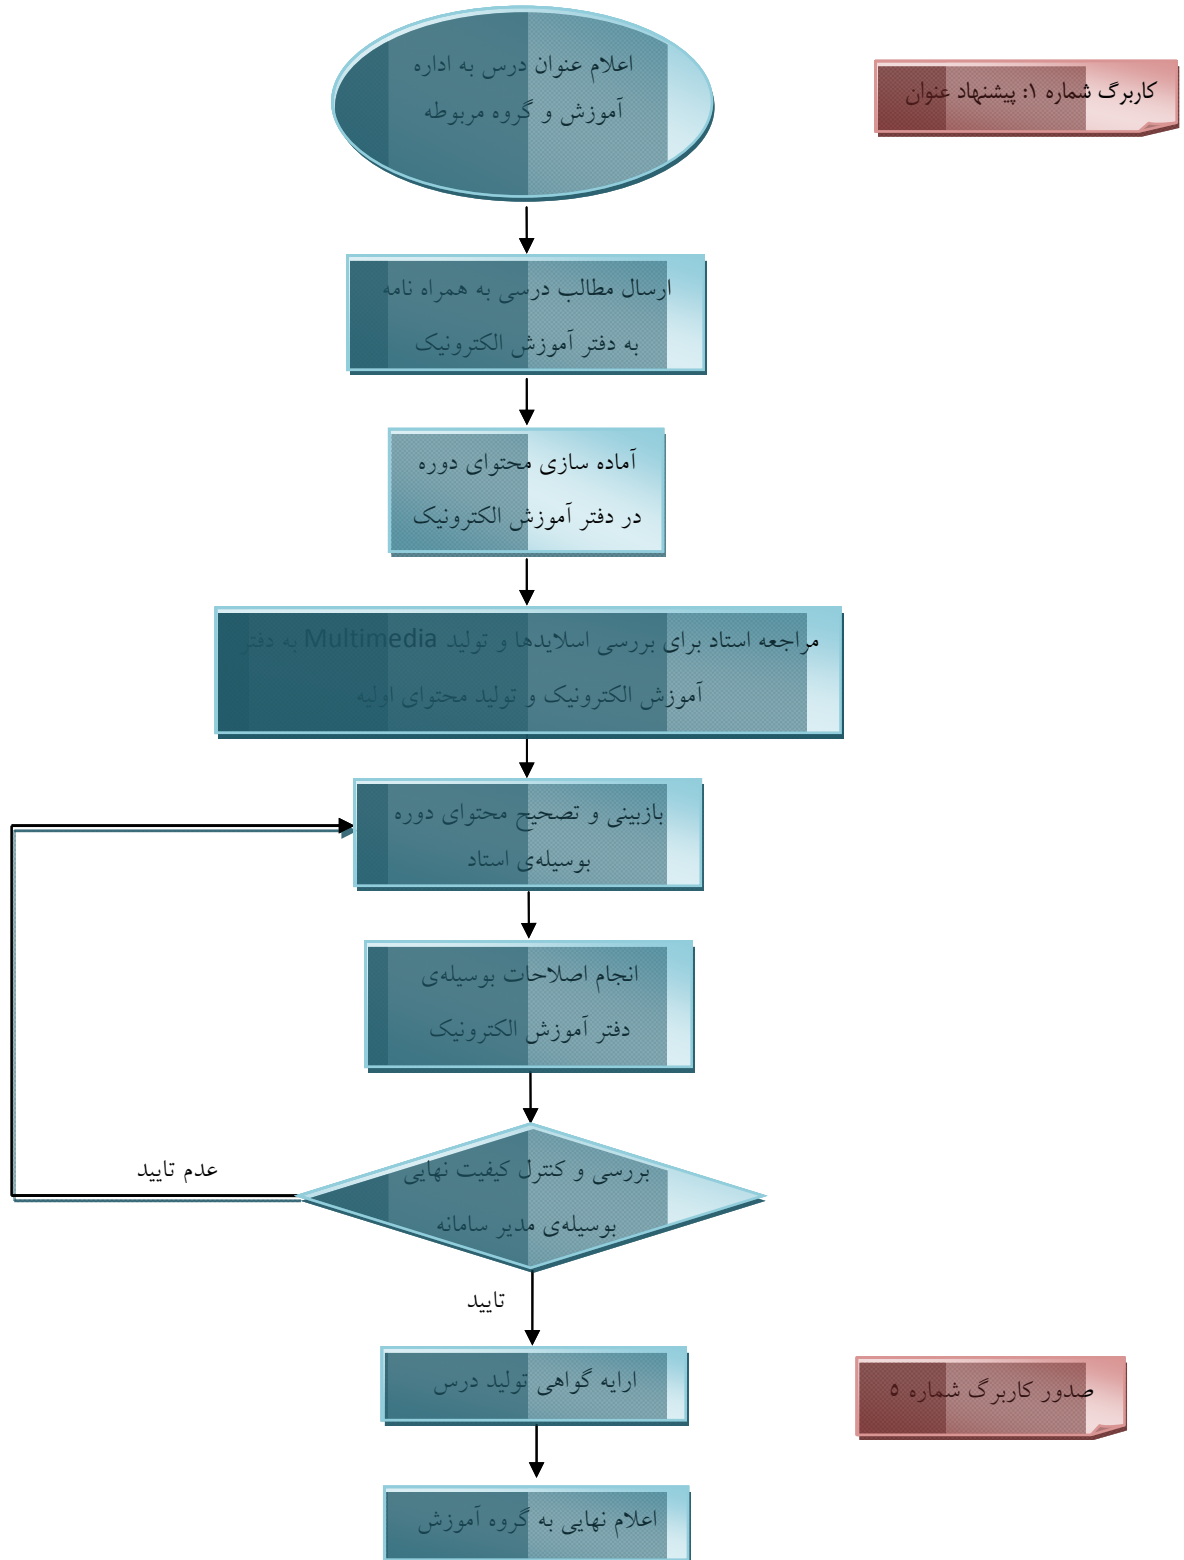 اعلام عنوان درس به اداره
آموزش و گروه مربوطه
کاربرگ شماره ۱: پیشنهاد عنوان
ارسال مطالب درسی به همراه نامه
به دفتر آموزش الکترونیک
آماده سازی محتوای دوره
در دفتر آموزش الکترونیک
مراجعه استاد برای بررسی اسلایدها و تولید Multimedia به دفتر
آموزش الکترونیک و تولید محتوای اولیه
بازبینی و تصحیح محتوای دوره
بوسیله‌ی استاد
انجام اصلاحات بوسیله‌ی
دفتر آموزش الکترونیک
بررسی و کنترل کیفیت نهایی
بوسیله‌ی مدیر سامانه
عدم تایید
تایید
ارایه گواهی تولید درس
صدور کاربرگ شماره ۵
اعلام نهایی به گروه آموزش